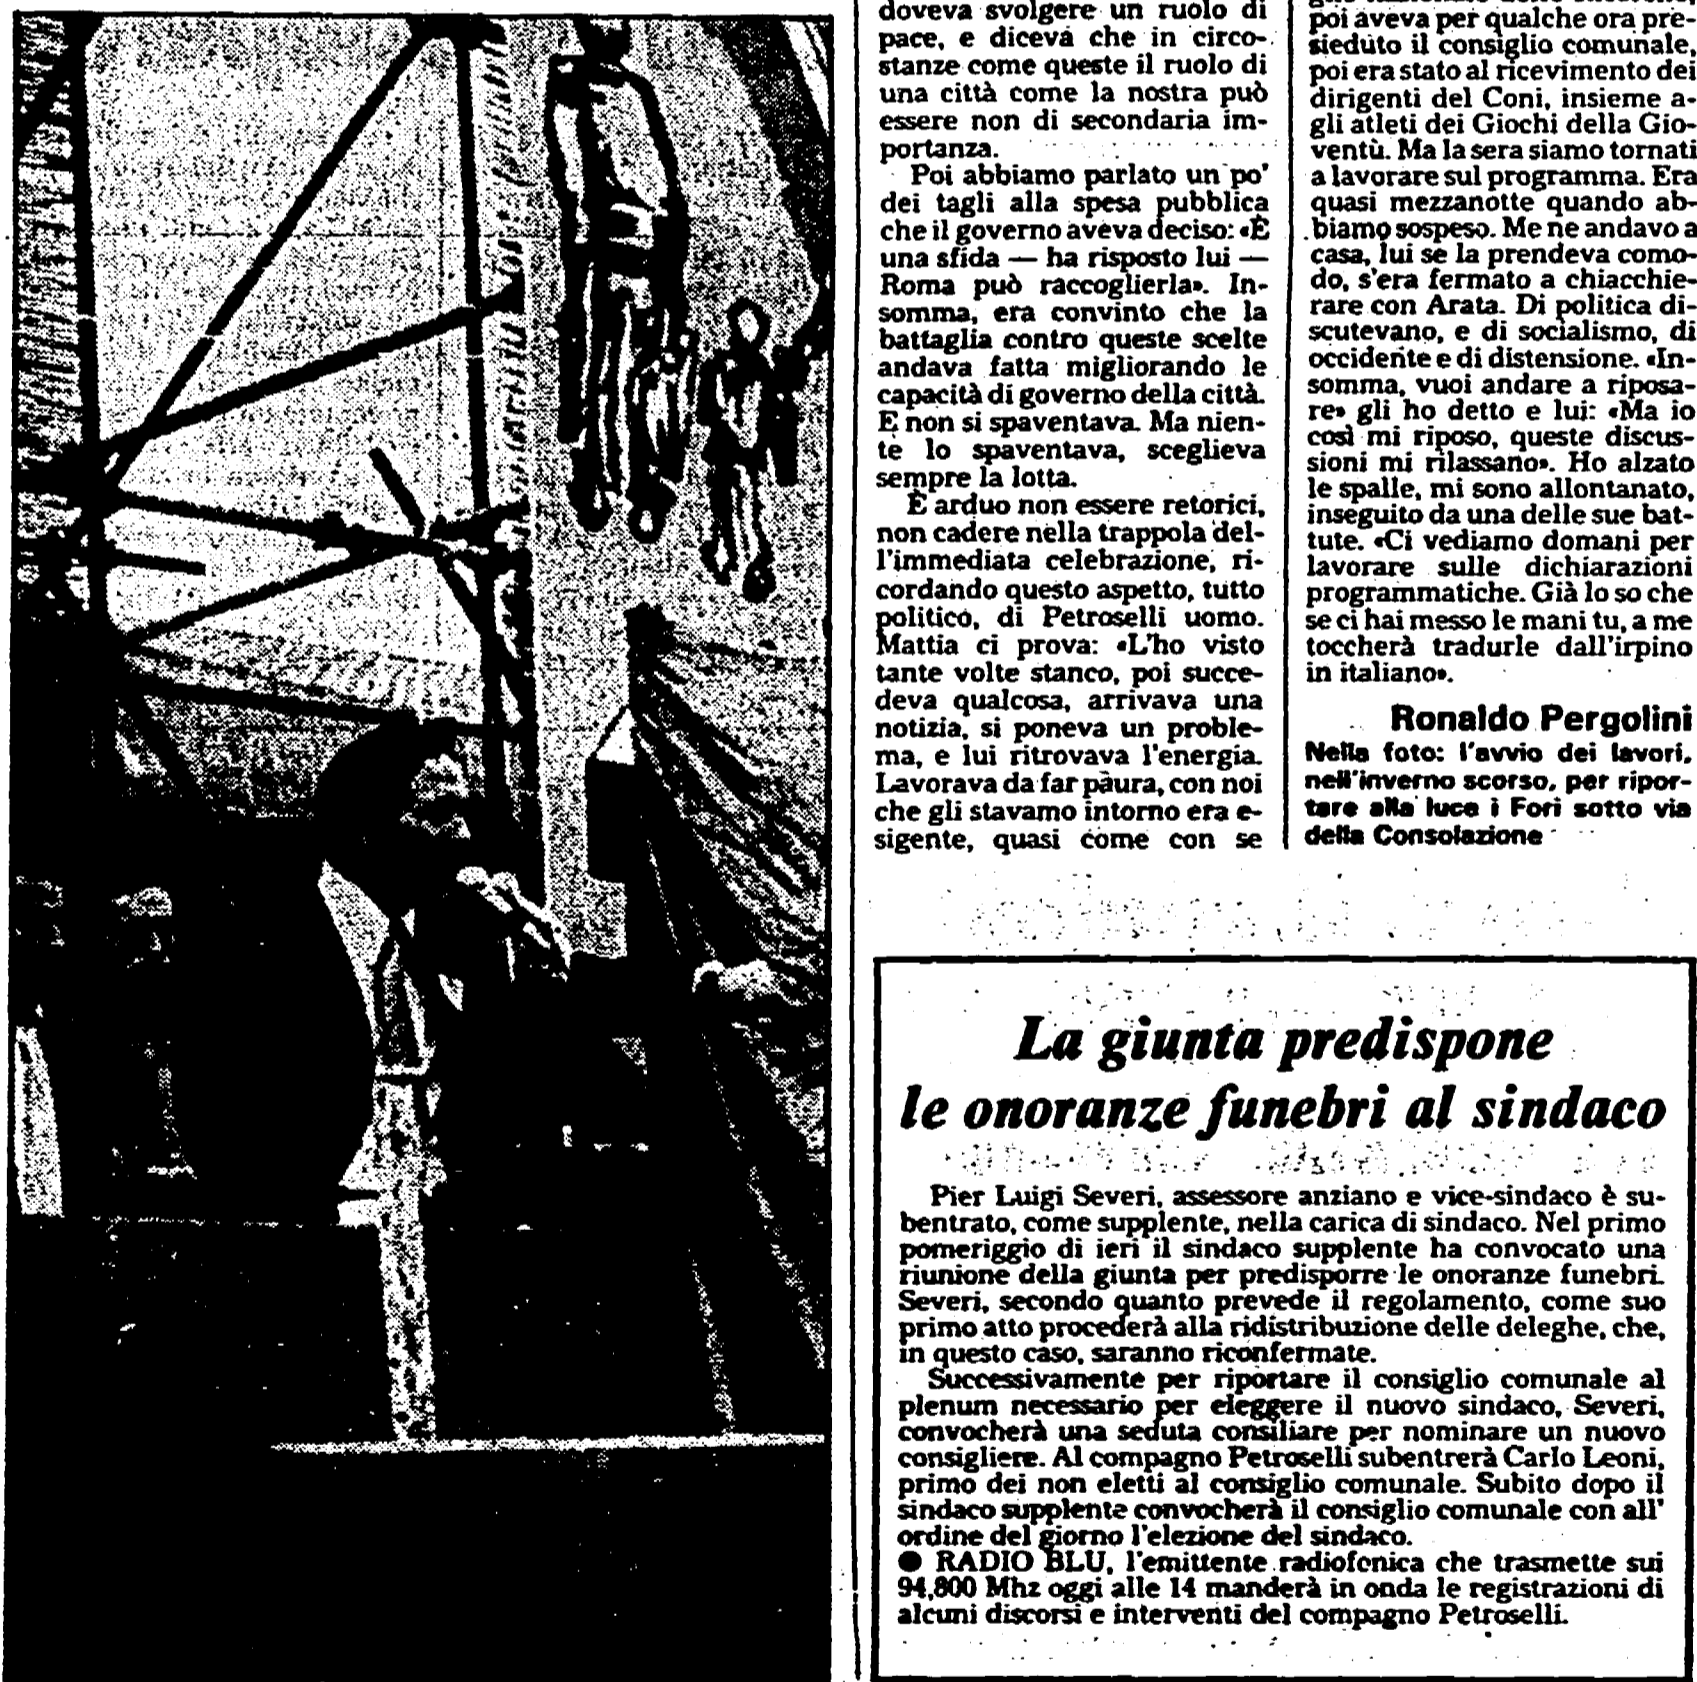 doveva svolgere un ruolo di
pace, e diceva che in circo-
stanze come queste il ruolo di
una città come la nostra può
essere non di secondaria im-
portanza.
Poi abbiamo parlato un po'
dei tagli alla spesa pubblica
che il governo aveva deciso: «È
una sfida — ha risposto lui —
Roma può raccoglierla». In-
somma, era convinto che la
battaglia contro queste scelte
andava fatta migliorando le
capacità di governo della città.
E non si spaventava. Ma nien-
te lo spaventava, sceglieva
sempre la lotta.
È arduo non essere retorici,
non cadere nella trappola del-
l'immediata celebrazione, ri-
cordando questo aspetto, tutto
politico, di Petroselli uomo.
Mattia ci prova: «L'ho visto
tante volte stanco, poi succe-
deva qualcosa, arrivava una
notizia, si poneva un proble-
ma, e lui ritrovava l'energia.
Lavorava da far paura, con noi
che gli stavamo intorno era e-
sigente, quasi come con se
poi aveva per qualche ora pre-
sieduto il consiglio comunale,
poi era stato al ricevimento dei
dirigenti del Coni, insieme a-
gli atleti dei Giochi della Gio-
ventù. Ma la sera siamo tornati
a lavorare sul programma. Era
quasi mezzanotte quando ab-
biamo sospeso. Me ne andavo a
casa, lui se la prendeva como-
do, s'era fermato a chiacchie-
rare con Arata. Di politica di-
scutevano, e di socialismo, di
occidente e di distensione. «In-
somma, vuoi andare a riposa-
re» gli ho detto e lui: «Ma io
così mi riposo, queste discus-
sioni mi rilassano». Ho alzato
le spalle, mi sono allontanato,
inseguito da una delle sue bat-
tute. «Ci vediamo domani per
lavorare sulle dichiarazioni
programmatiche. Già lo so che
se ci hai messo le mani tu, a me
toccherà tradurle dall'irpino
in italiano».
Ronaldo Pergolini
Nella foto: l'avvio dei lavori,
nell'inverno scorso, per ripor-
tare alla luce i Fori sotto via
della Consolazione
La giunta predispone
le onoranze funebri al sindaco
Pier Luigi Severi, assessore anziano e vice-sindaco è su-
bentrato, come supplente, nella carica di sindaco. Nel primo
pomeriggio di ieri il sindaco supplente ha convocato una
riunione della giunta per predisporre le onoranze funebri.
Severi, secondo quanto prevede il regolamento, come suo
primo atto procederà alla ridistribuzione delle deleghe, che,
in questo caso, saranno riconfermate.
Successivamente per riportare il consiglio comunale al
plenum necessario per eleggere il nuovo sindaco, Severi,
convocherà una seduta consiliare per nominare un nuovo
consigliere. Al compagno Petroselli subentrerà Carlo Leoni,
primo dei non eletti al consiglio comunale. Subito dopo il
sindaco supplente convocherà il consiglio comunale con all'
ordine del giorno l'elezione del sindaco.
● RADIO BLU, l'emittente radiofonica che trasmette sui
94,800 Mhz oggi alle 14 manderà in onda le registrazioni di
alcuni discorsi e interventi del compagno Petroselli.